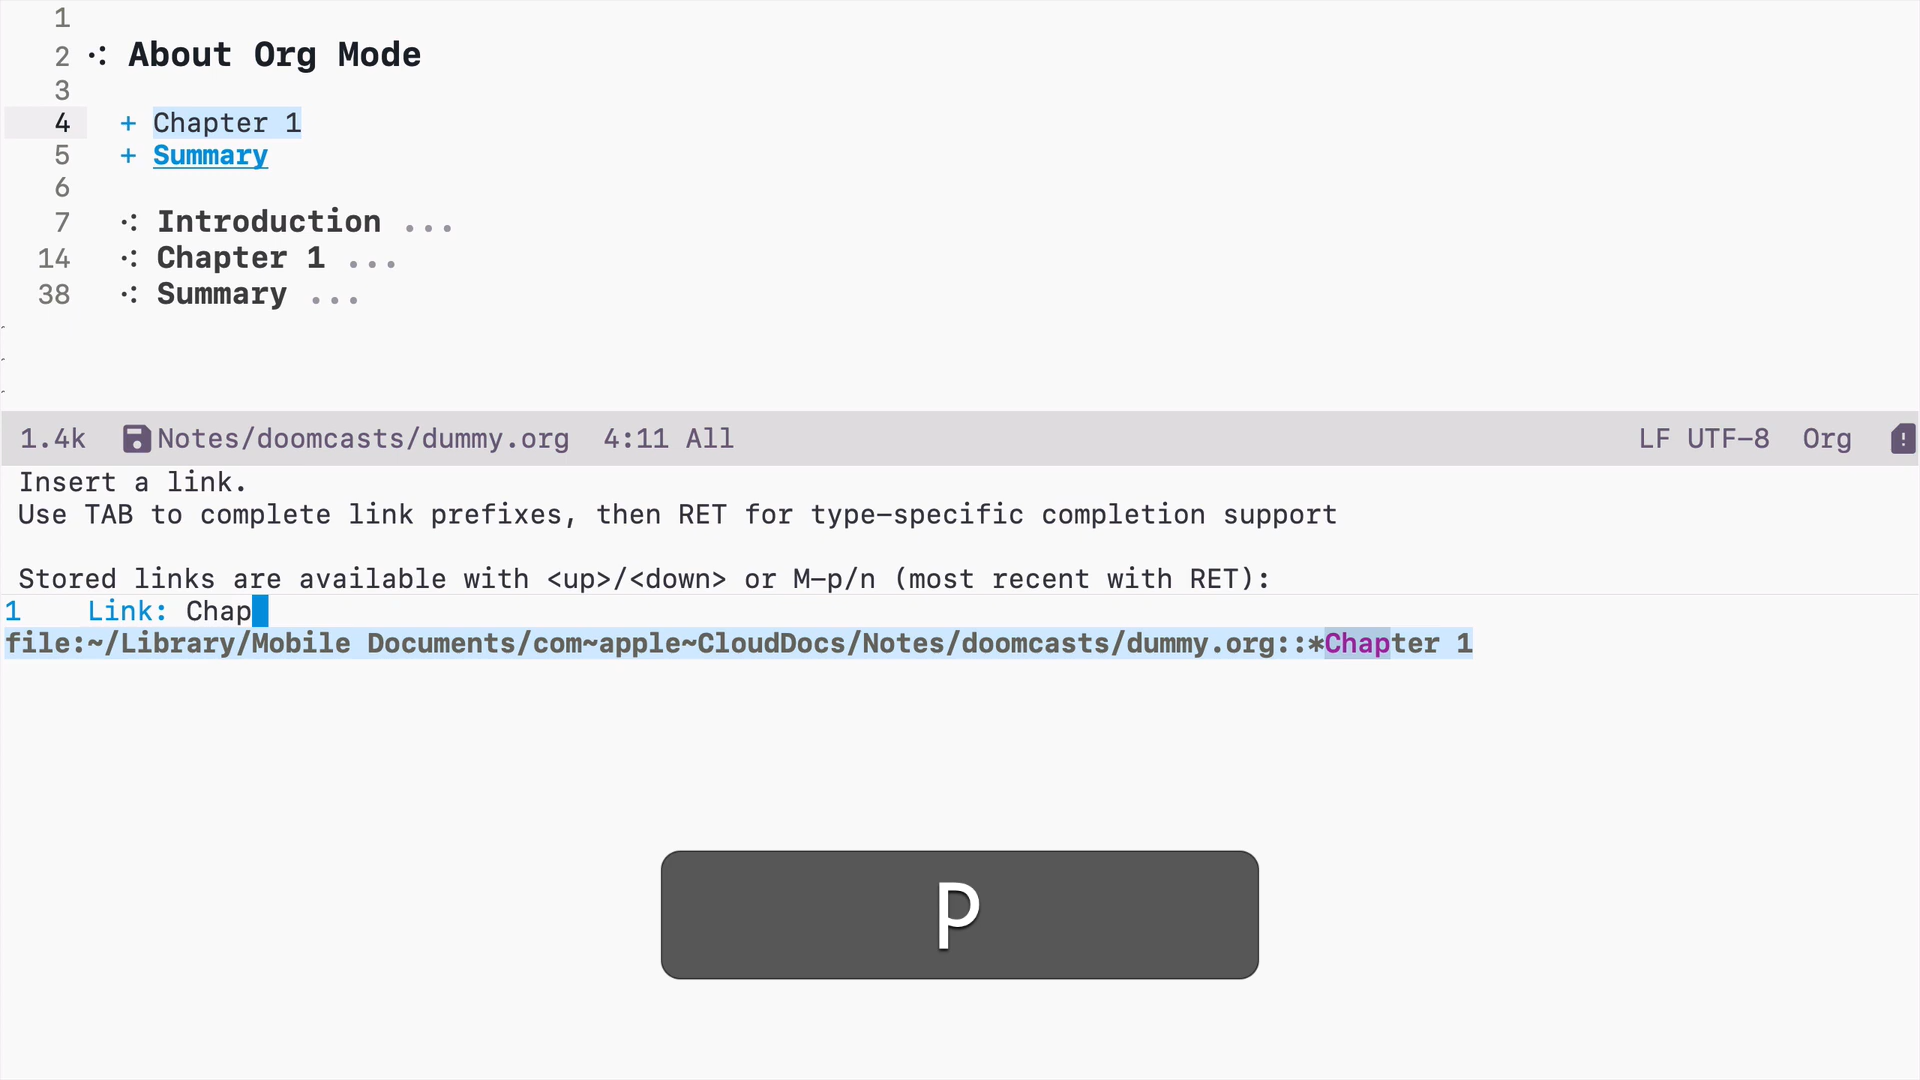 1
2 About Org Mode
3
4 + Chapter 1
5 + Summary
6
7 Introduction ...
14 Chapter 1 ...
38 Summary ...
~
~
~
1.4k Notes/doomcasts/dummy.org 4:11 All LF UTF-8 Org
Insert a link.
Use TAB to complete link prefixes, then RET for type-specific completion support
Stored links are available with <up>/<down> or M-p/n (most recent with RET):
1 Link: Chap
file:~/Library/Mobile Documents/com~apple~CloudDocs/Notes/doomcasts/dummy.org::*Chapter 1
p